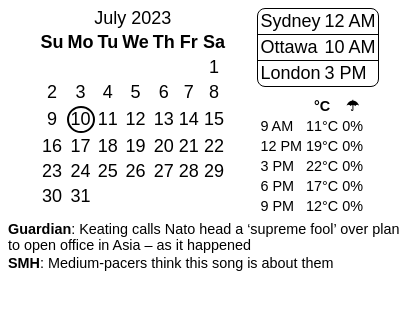 July 2023
Su Mo Tu We Th Fr Sa
1
2 3 4 5 6 7 8
9 10 11 12 13 14 15
16 17 18 19 20 21 22
23 24 25 26 27 28 29
30 31
Sydney 12 AM
Ottawa 10 AM
London 3 PM
°C ☂
9 AM 11°C 0%
12 PM 19°C 0%
3 PM 22°C 0%
6 PM 17°C 0%
9 PM 12°C 0%
Guardian: Keating calls Nato head a ‘supreme fool’ over plan
to open office in Asia – as it happened
SMH: Medium-pacers think this song is about them